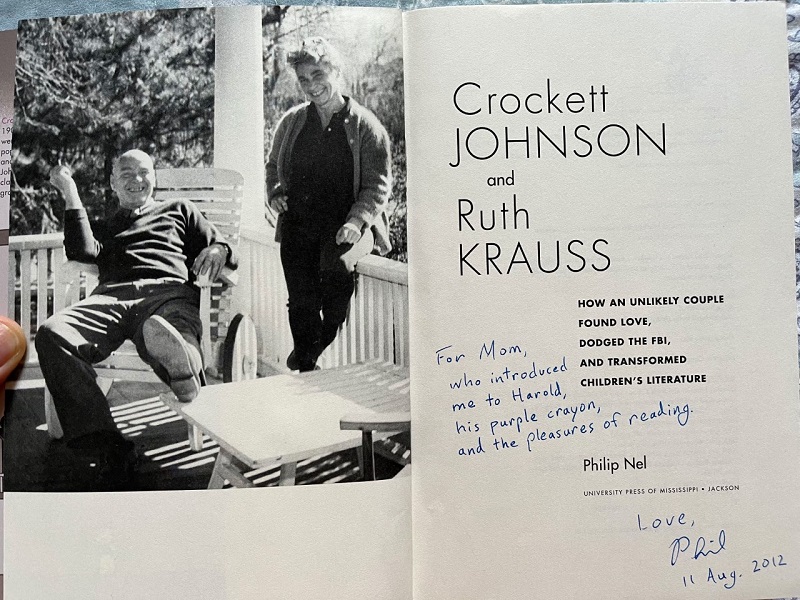 Crockett
JOHNSON
and
Ruth
KRAUSS
HOW AN UNLIKELY COUPLE
FOUND LOVE,
DODGED THE FBI,
AND TRANSFORMED
CHILDREN'S LITERATURE
For Mom,
who introduced
me to Harold,
his purple crayon,
and the pleasures of reading.
Philip Nel
UNIVERSITY PRESS OF MISSISSIPPI • JACKSON
Love,
Phil
11 Aug. 2012